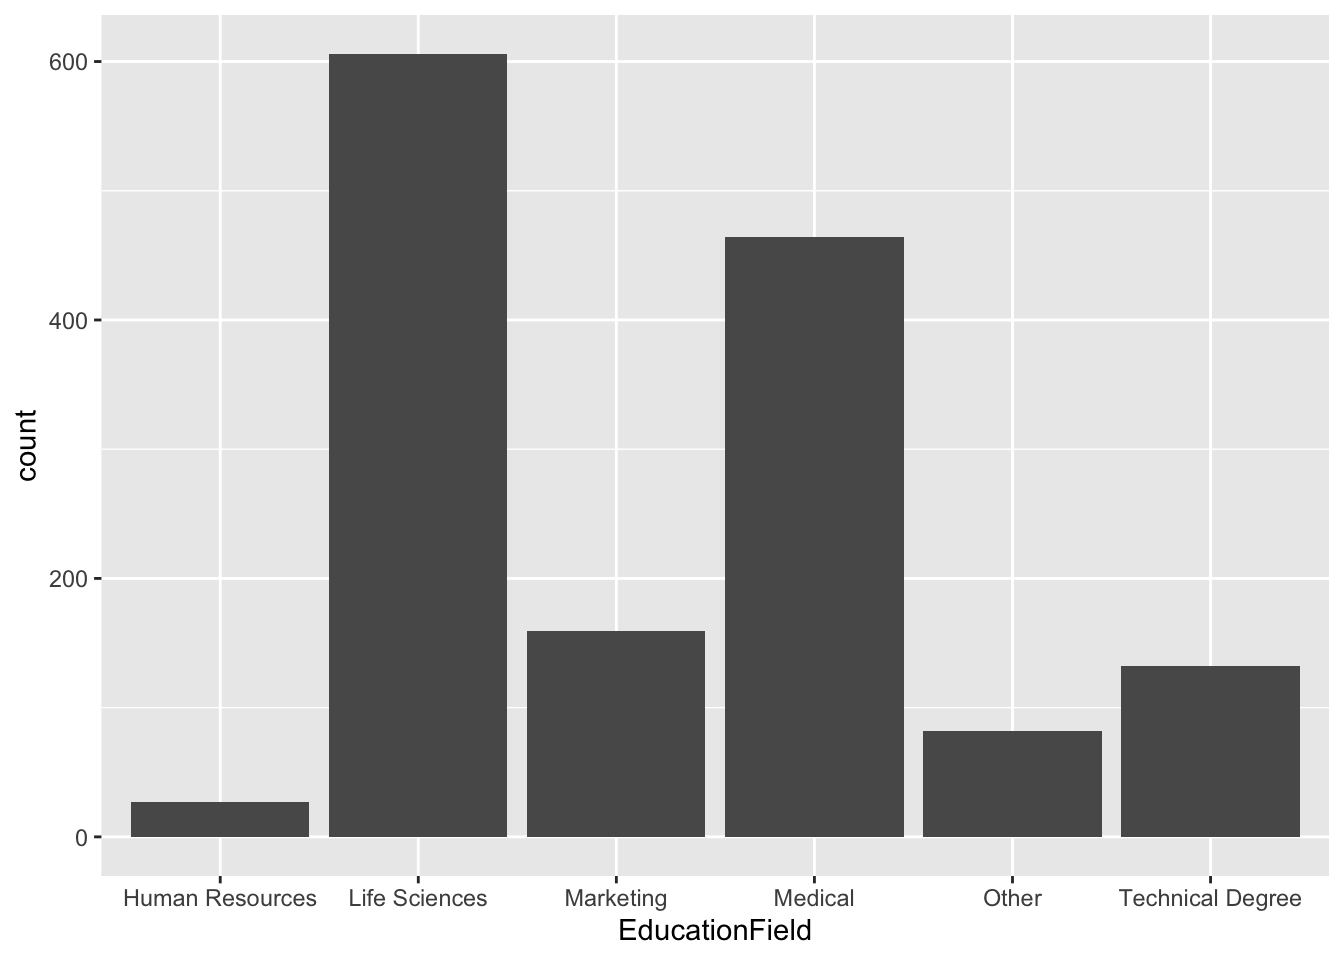 600
400
200
0
count
Human Resources Life Sciences Marketing Medical Other Technical Degree
EducationField